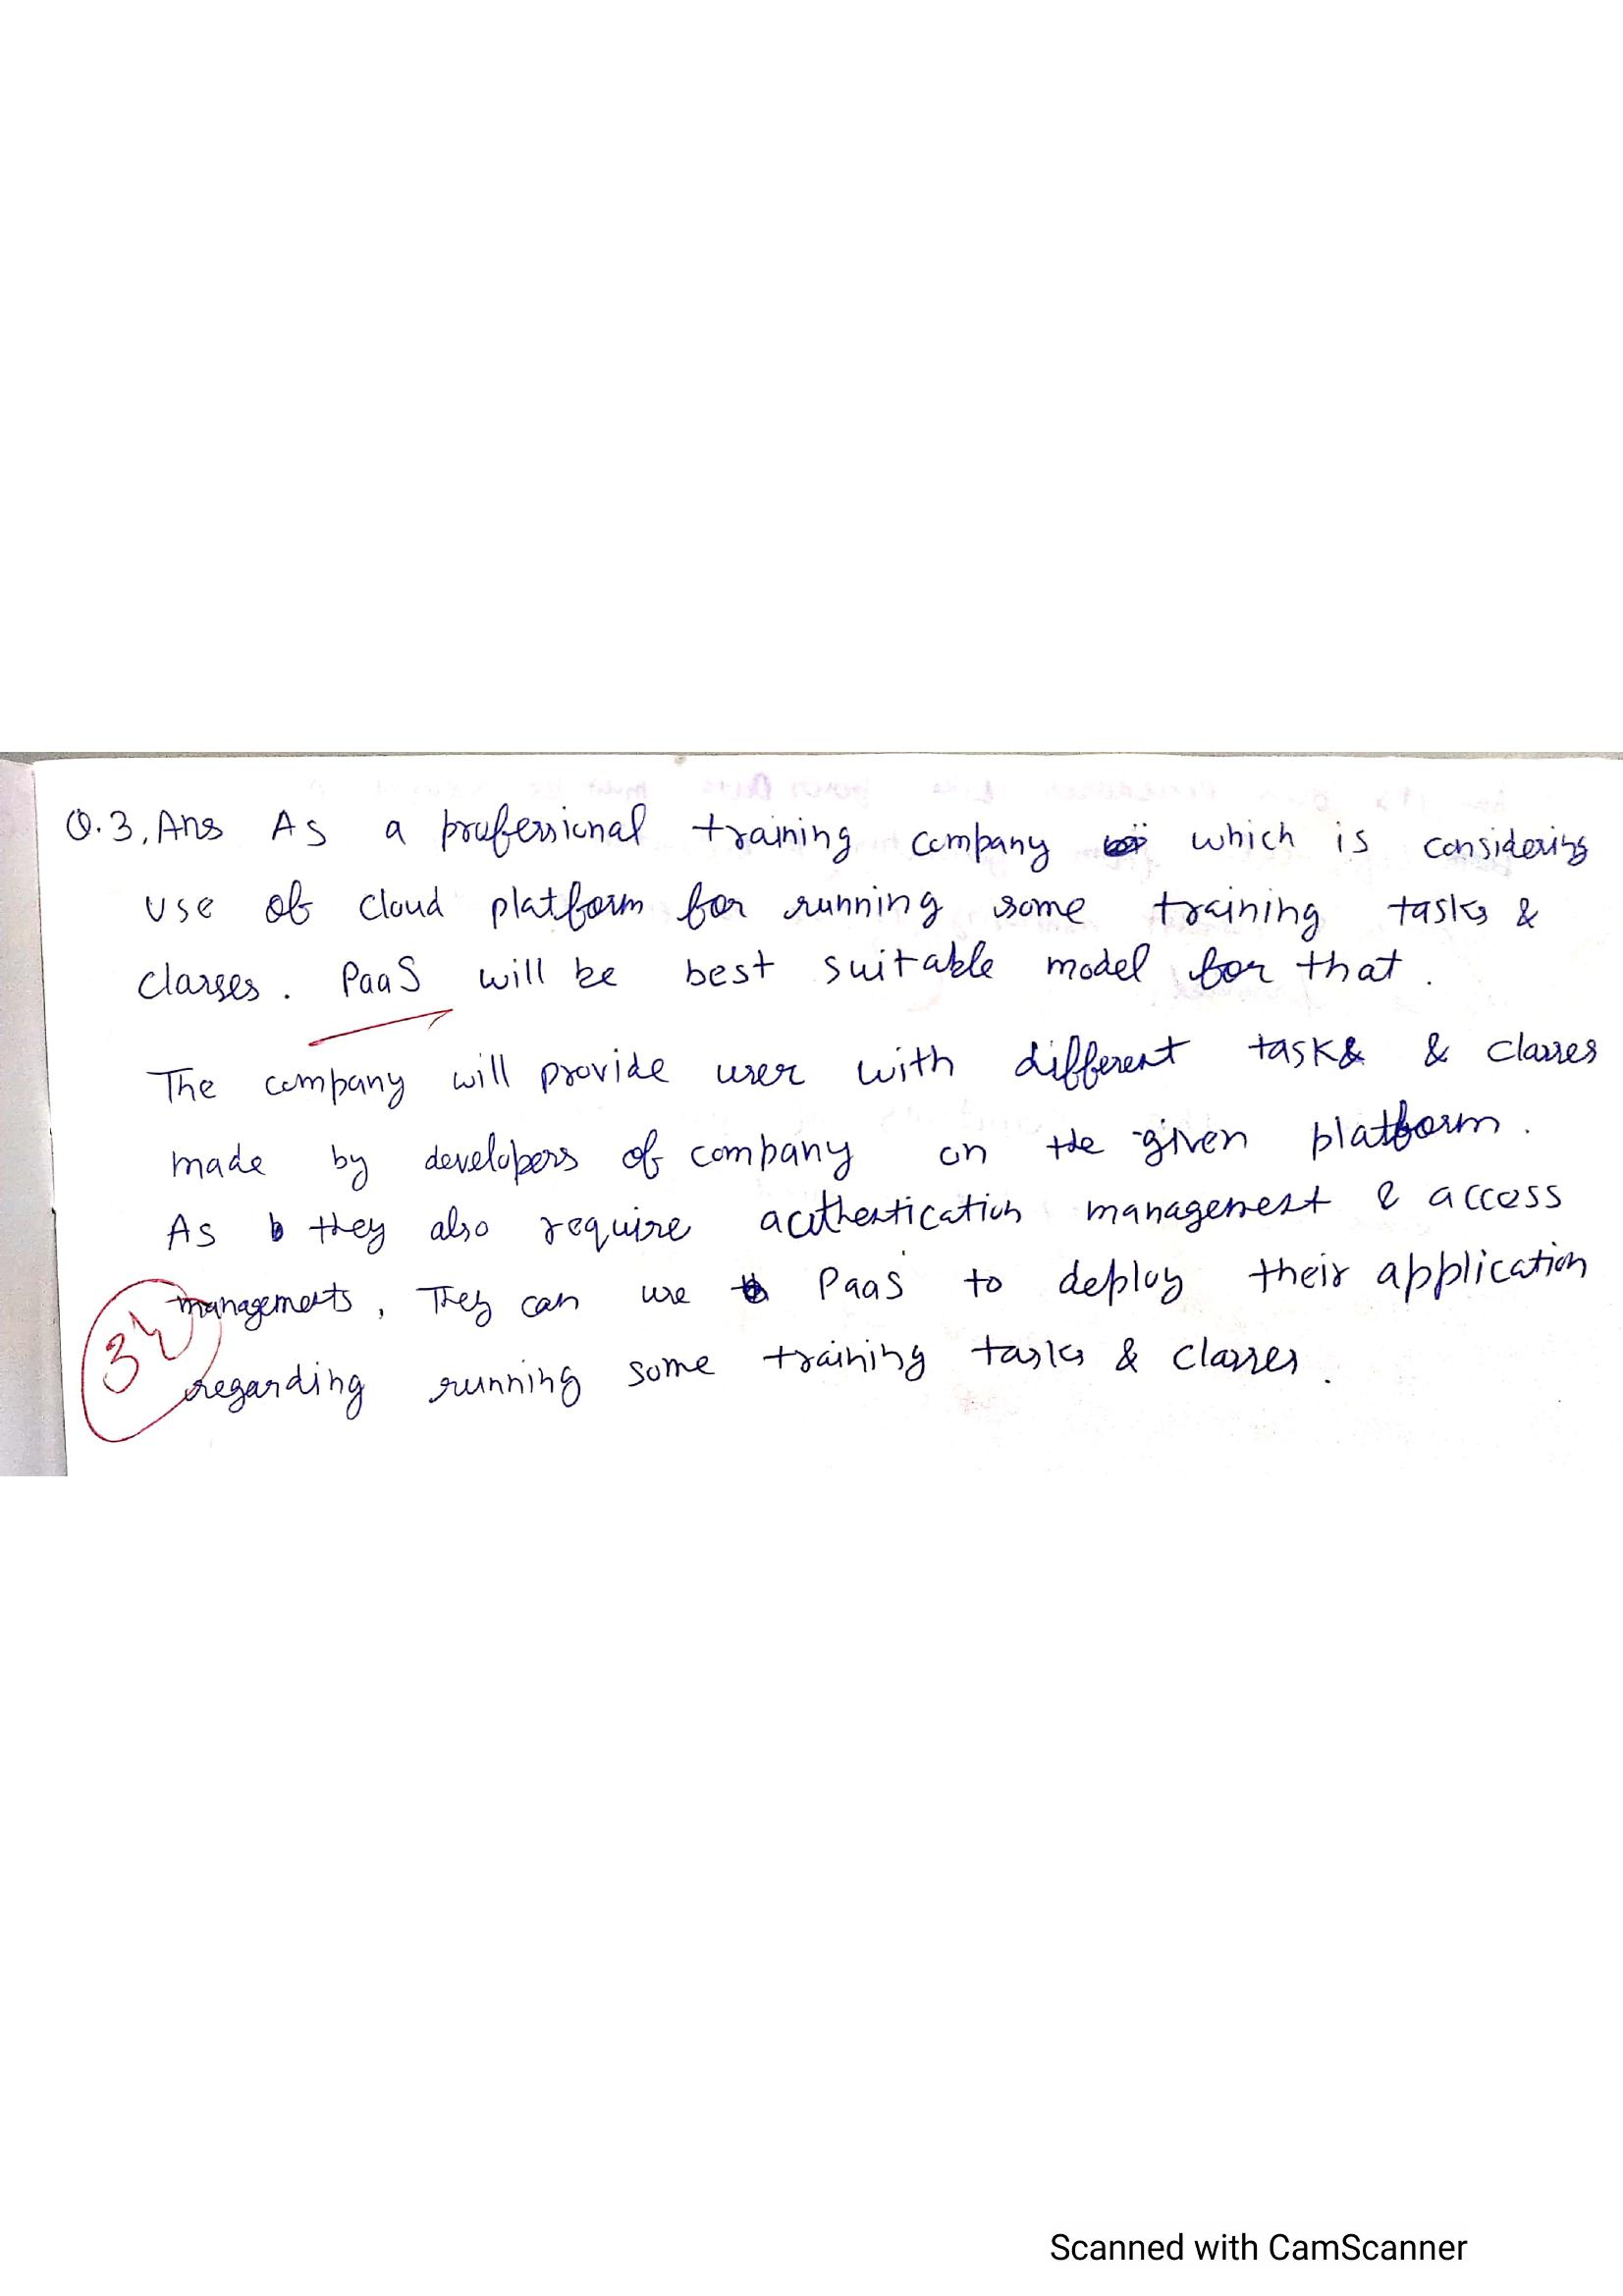 Q.3. Ans As a professional training company which is considering
use of cloud platform for running some training tasks &
classes. PaaS will be best suitable model for that.
The company will provide user with different task& & classes
made by developers of company on the given platform.
As they also require authentication management & access
managements, They can use PaaS to deploy their application
regarding running some training tasks & classes.
Scanned with CamScanner